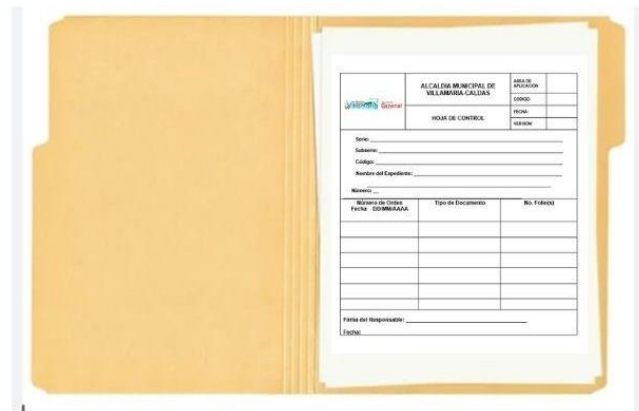 ALCALDIA MUNICIPAL DE
VILLAMARIA-CALDAS
AREA DE
APLICACIÓN
CODIGO
FECHA
VERSION
HOJA DE CONTROL
Serie:
Subserie:
Código:
Nombre del Expediente:
Número:
Número de Orden
Fecha DD/MM/AAAA
Tipo de Documento
No. Folio(s)
Firma del Responsable:
Fecha: